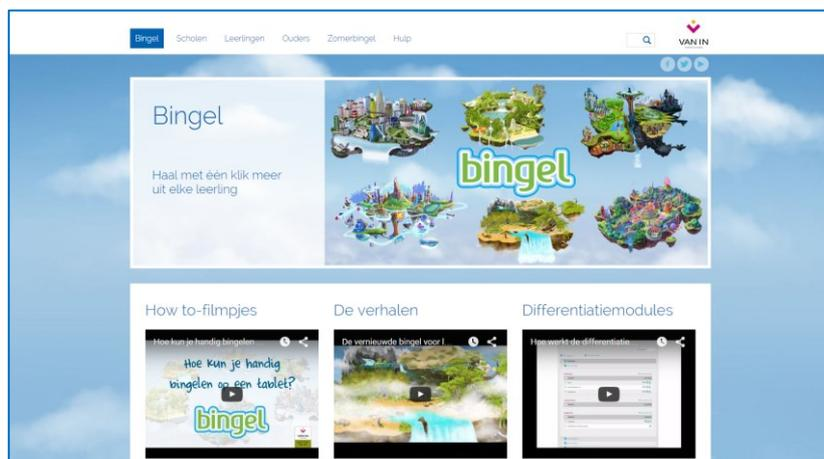 Bingel Scholen Leerlingen Ouders Zomerbingel Hulp
VAN IN
Bingel
Haal met één klik meer
uit elke leerling
bingel
How to-filmpjes
De verhalen
Differentiatiemodules
Hoe kun je handig bingelen
De vernieuwde bingel voor l...
Hoe werkt de differentiatie
Hoe kun je handig
bingelen op een tablet?
bingel